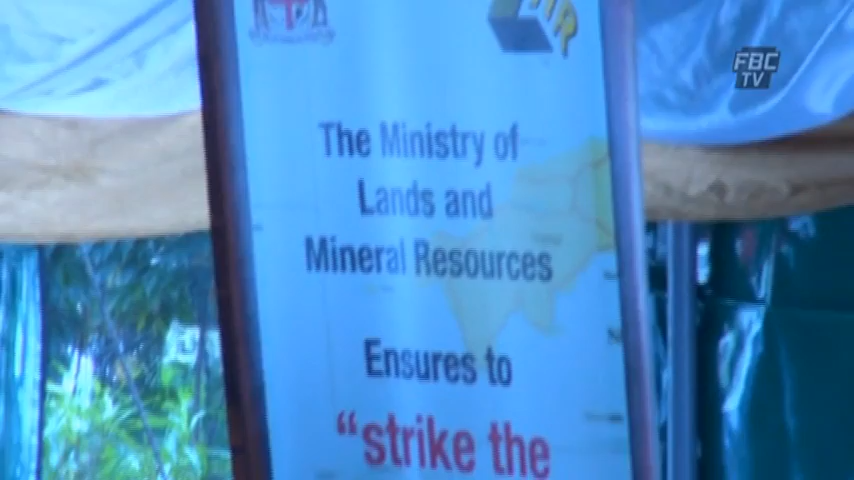 FBC
TV
The Ministry of
Lands and
Mineral Resources
Ensures to
“strike the